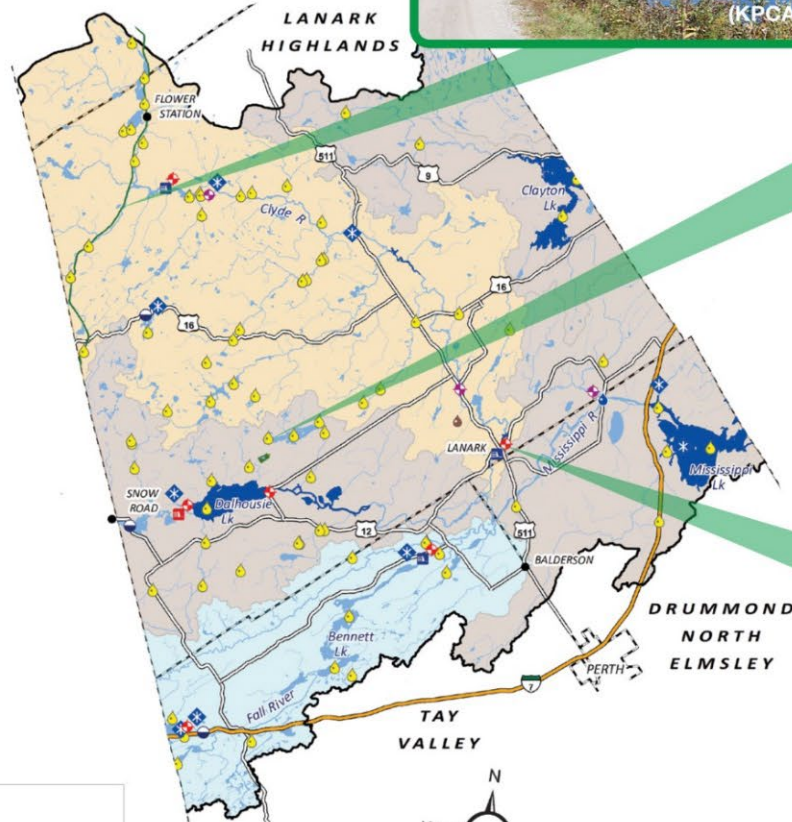 (KPCA
LANARK
HIGHLANDS
FLOWER
STATION
511
9
Clayton
Lk
Clyde R
16
16
LANARK
Mississippi R
Mississippi
Lk
SNOW
ROAD
Dalhousie
Lk
12
511
BALDERSON
DRUMMOND
NORTH
ELMSLEY
Bennett
Lk
PERTH
Fall River
7
TAY
VALLEY
N